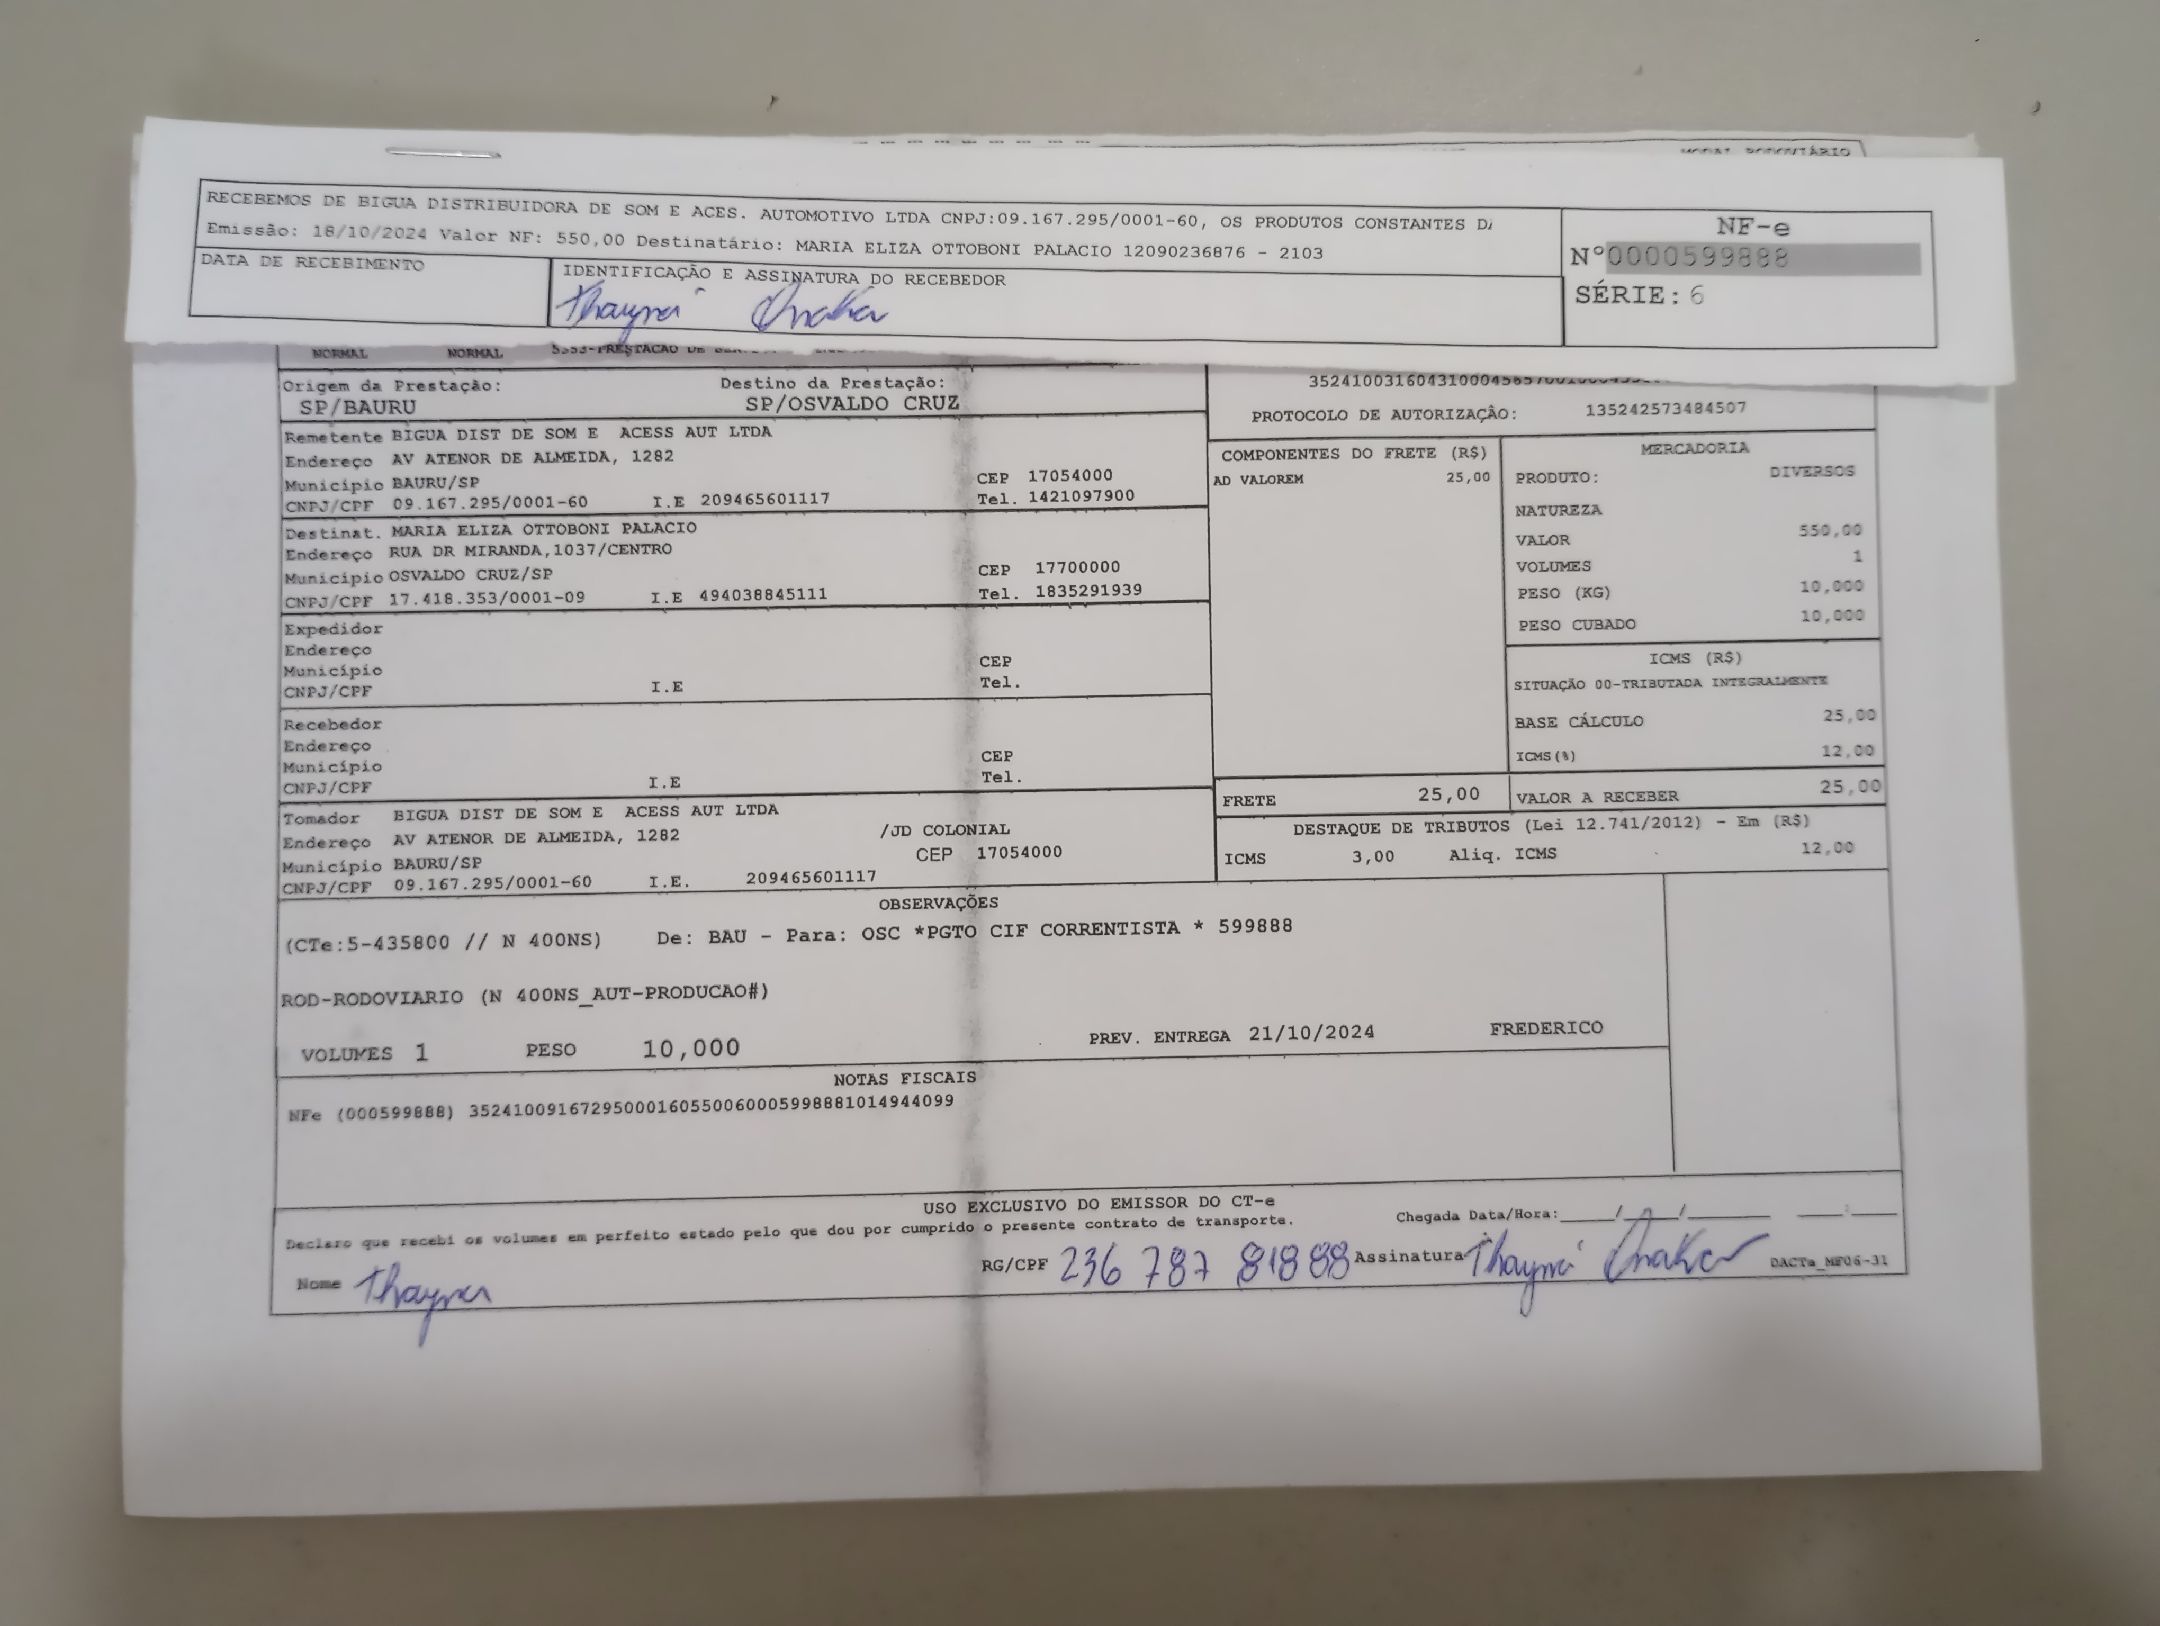 MODAL RODOVIÁRIO
RECEBEMOS DE BIGUA DISTRIBUIDORA DE SOM E ACES. AUTOMOTIVO LTDA CNPJ:09.167.295/0001-60, OS PRODUTOS CONSTANTES
Emissão: 18/10/2024 Valor NF: 550,00 Destinatário: MARIA ELIZA OTTOBONI PALACIO 12090236876 - 2103
DATA DE RECEBIMENTO
IDENTIFICAÇÃO E ASSINATURA DO RECEBEDOR
Thayná
NF-e
Nº0000599888
SÉRIE: 6
NORMAL NORMAL
Origem da Prestação: Destino da Prestação:
SP/BAURU SP/OSVALDO CRUZ
PROTOCOLO DE AUTORIZAÇÃO: 135242573484507
Remetente BIGUA DIST DE SOM E ACESS AUT LTDA
Endereço AV ATENOR DE ALMEIDA, 1282
Município BAURU/SP CEP 17054000
CNPJ/CPF 09.167.295/0001-60 I.E 209465601117 Tel. 1421097900
Destinat. MARIA ELIZA OTTOBONI PALACIO
Endereço RUA DR MIRANDA,1037/CENTRO
Município OSVALDO CRUZ/SP CEP 17700000
CNPJ/CPF 17.418.353/0001-09 I.E 494038845111 Tel. 1835291939
Expedidor
Endereço
Município CEP
CNPJ/CPF I.E Tel.
Recebedor
Endereço
Município CEP
CNPJ/CPF I.E Tel.
Tomador BIGUA DIST DE SOM E ACESS AUT LTDA
Endereço AV ATENOR DE ALMEIDA, 1282 /JD COLONIAL
Município BAURU/SP CEP 17054000
CNPJ/CPF 09.167.295/0001-60 I.E. 209465601117
COMPONENTES DO FRETE (R$)
AD VALOREM 25,00
MERCADORIA
PRODUTO: DIVERSOS
NATUREZA
VALOR 550,00
VOLUMES 1
PESO (KG) 10,000
PESO CUBADO 10,000
ICMS (R$)
SITUAÇÃO 00-TRIBUTADA INTEGRALMENTE
BASE CÁLCULO 25,00
ICMS(%) 12,00
FRETE 25,00 VALOR A RECEBER 25,00
DESTAQUE DE TRIBUTOS (Lei 12.741/2012) - Em (R$)
ICMS 3,00 Aliq. ICMS 12,00
OBSERVAÇÕES
(CTe:5-435800 // N 400NS) De: BAU - Para: OSC *PGTO CIF CORRENTISTA * 599888
ROD-RODOVIARIO (N 400NS_AUT-PRODUCAO#)
VOLUMES 1 PESO 10,000 PREV. ENTREGA 21/10/2024 FREDERICO
NOTAS FISCAIS
NFe (000599888) 35241009167295000160550060005998881014944099
USO EXCLUSIVO DO EMISSOR DO CT-e
Declaro que recebi os volumes em perfeito estado pelo que dou por cumprido o presente contrato de transporte. Chegada Data/Hora:____/____/____ ____:____
Nome Thayna RG/CPF 236 787 81888 Assinatura Thayná DACTe_MF06-31